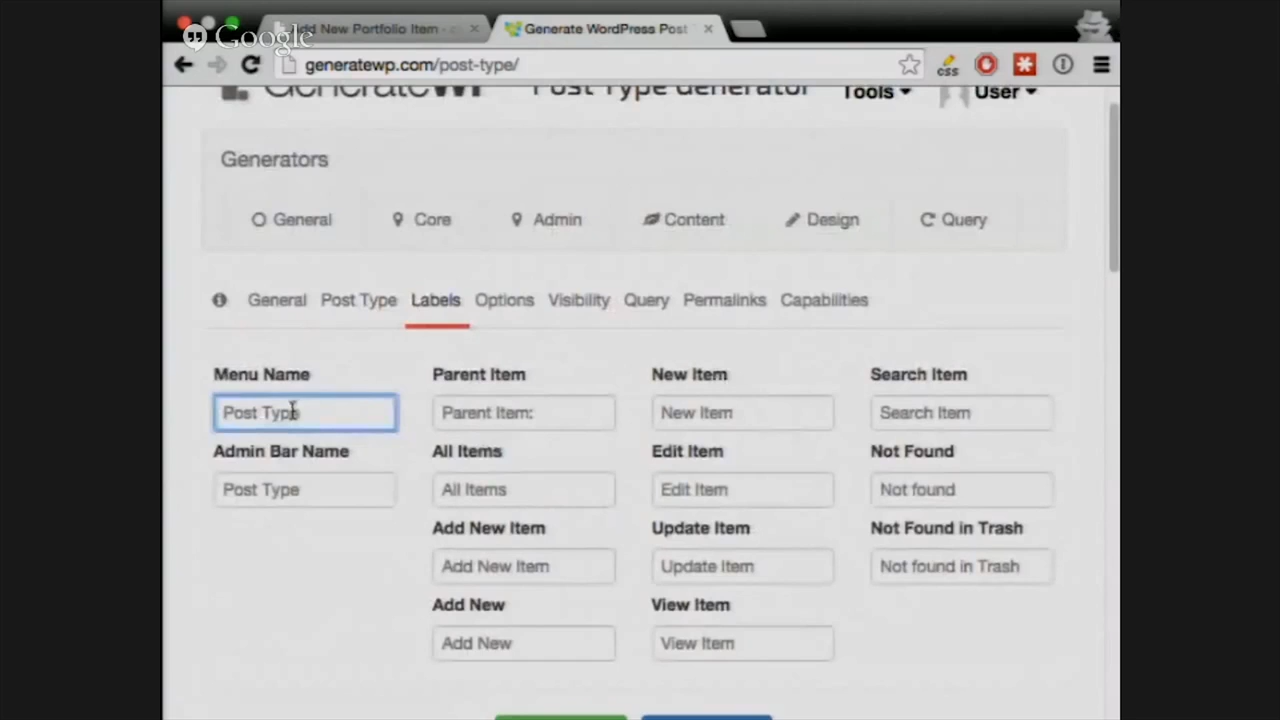 Google
dd New Portfolio Item
Generate WordPress Post
generatewp.com/post-type/
css
GenerateWP
Post Type Generator
Tools
User
Generators
General
Core
Admin
Content
Design
Query
General
Post Type
Labels
Options
Visibility
Query
Permalinks
Capabilities
Menu Name
Parent Item
New Item
Search Item
Post Type
Parent Item:
New Item
Search Item
Admin Bar Name
All Items
Edit Item
Not Found
Post Type
All Items
Edit Item
Not found
Add New Item
Update Item
Not Found in Trash
Add New Item
Update Item
Not found in Trash
Add New
View Item
Add New
View Item